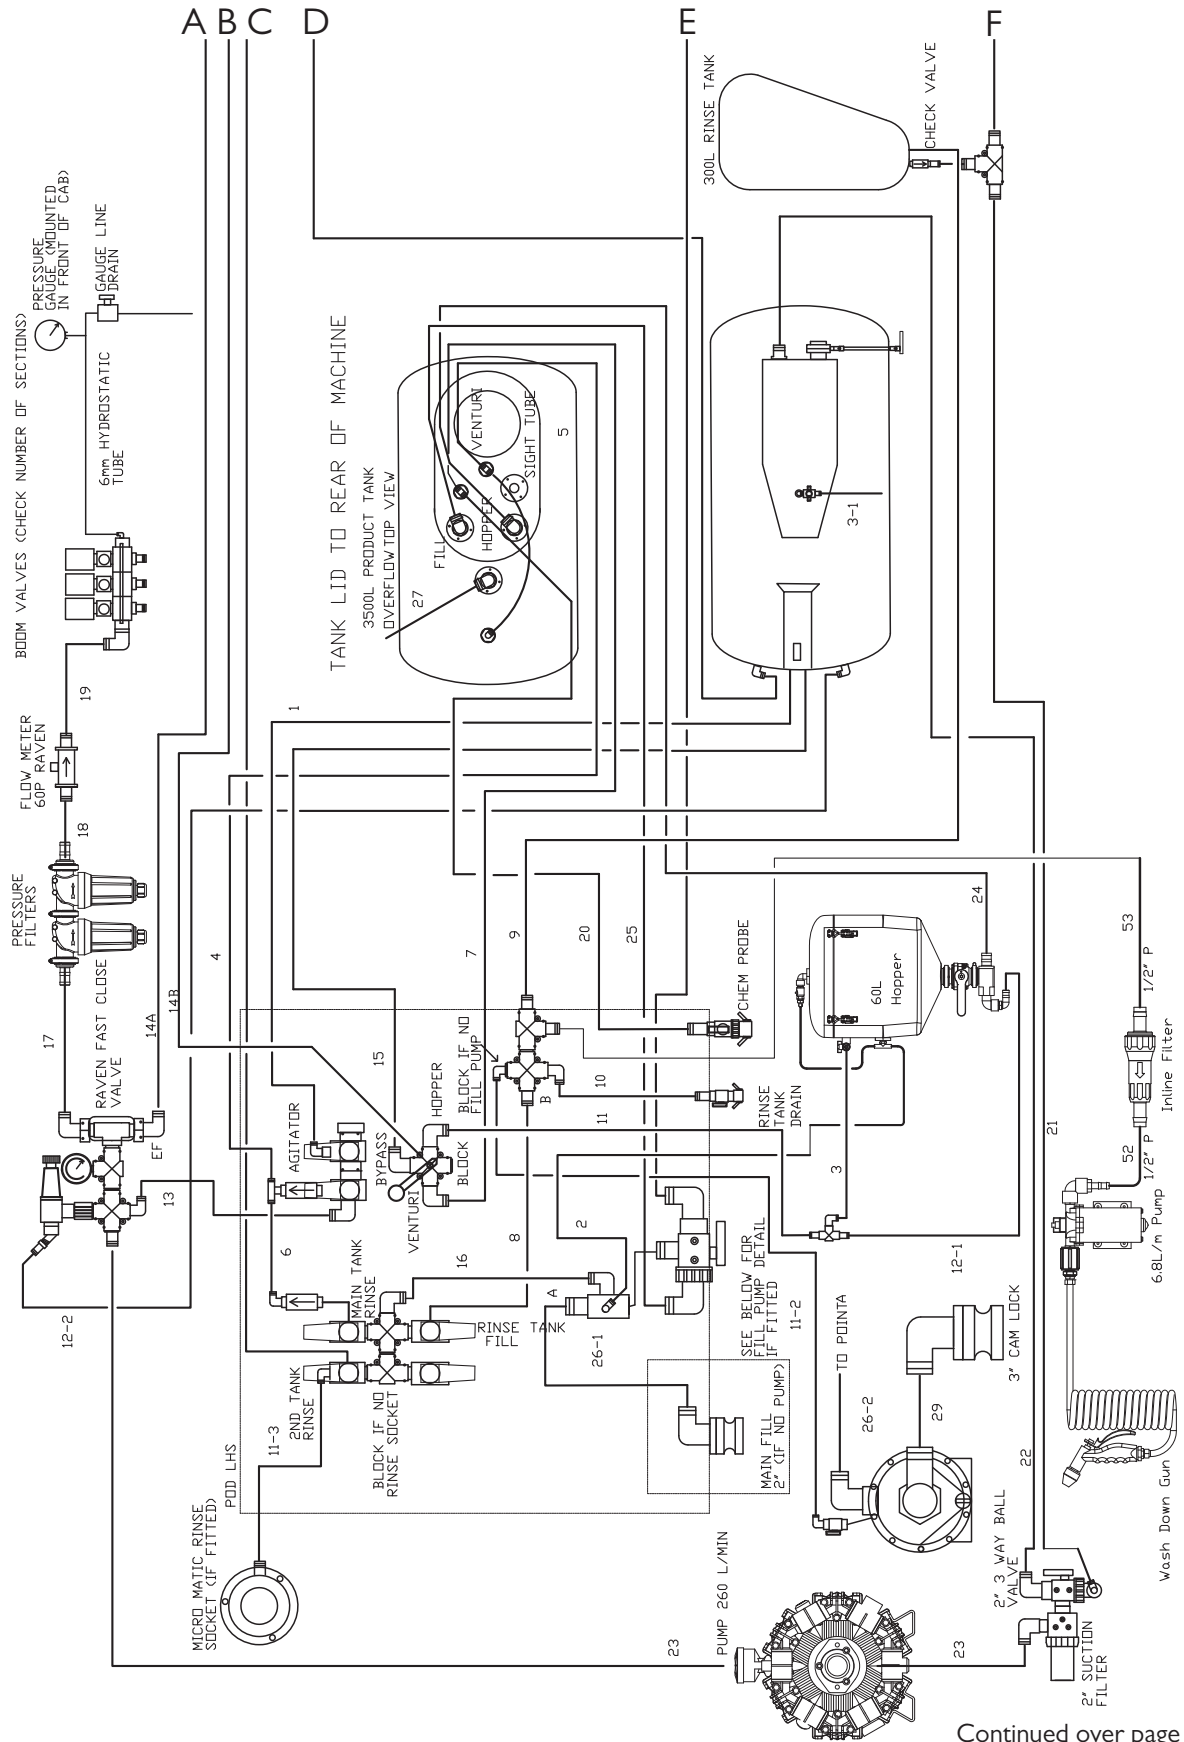 A B C D E F
PRESSURE
GAUGE (MOUNTED
IN FRONT OF CAB)
GAUGE LINE
DRAIN
BOOM VALVES (CHECK NUMBER OF SECTIONS)
6mm HYDROSTATIC
TUBE
19
FLOW METER
60P RAVEN
18
PRESSURE
FILTERS
17
RAVEN FAST CLOSE
VALVE
14A
14B
EF
13
12-2
300L RINSE TANK
CHECK VALVE
TANK LID TO REAR OF MACHINE
3500L PRODUCT TANK
OVERFLOW TOP VIEW
27
FILL
HOPPER
VENTURI
SIGHT TUBE
5
3-1
1
4
7
9
20
25
24
CHEM PROBE
60L
Hopper
53
1/2" P
Inline Filter
52
1/2" P
6.8L/m Pump
Wash Down Gun
15
AGITATOR
BYPASS
HOPPER
BLOCK
VENTURI
BLOCK IF NO
FILL PUMP
B
10
11
RINSE
TANK
DRAIN
3
21
6
16
8
2
MAIN TANK
RINSE
RINSE TANK
FILL
A
26-1
SEE BELOW FOR
FILL PUMP DETAIL
IF FITTED
11-2
12-1
TO POINTA
3" CAM LOCK
26-2
29
22
2ND TANK
RINSE
11-3
BLOCK IF NO
RINSE SOCKET
POD LHS
MAIN FILL
2" (IF NO PUMP)
MICRO MATIC RINSE
SOCKET (IF FITTED)
23
PUMP 260 L/MIN
23
2" 3 WAY BALL
VALVE
2" SUCTION
FILTER
Continued over page